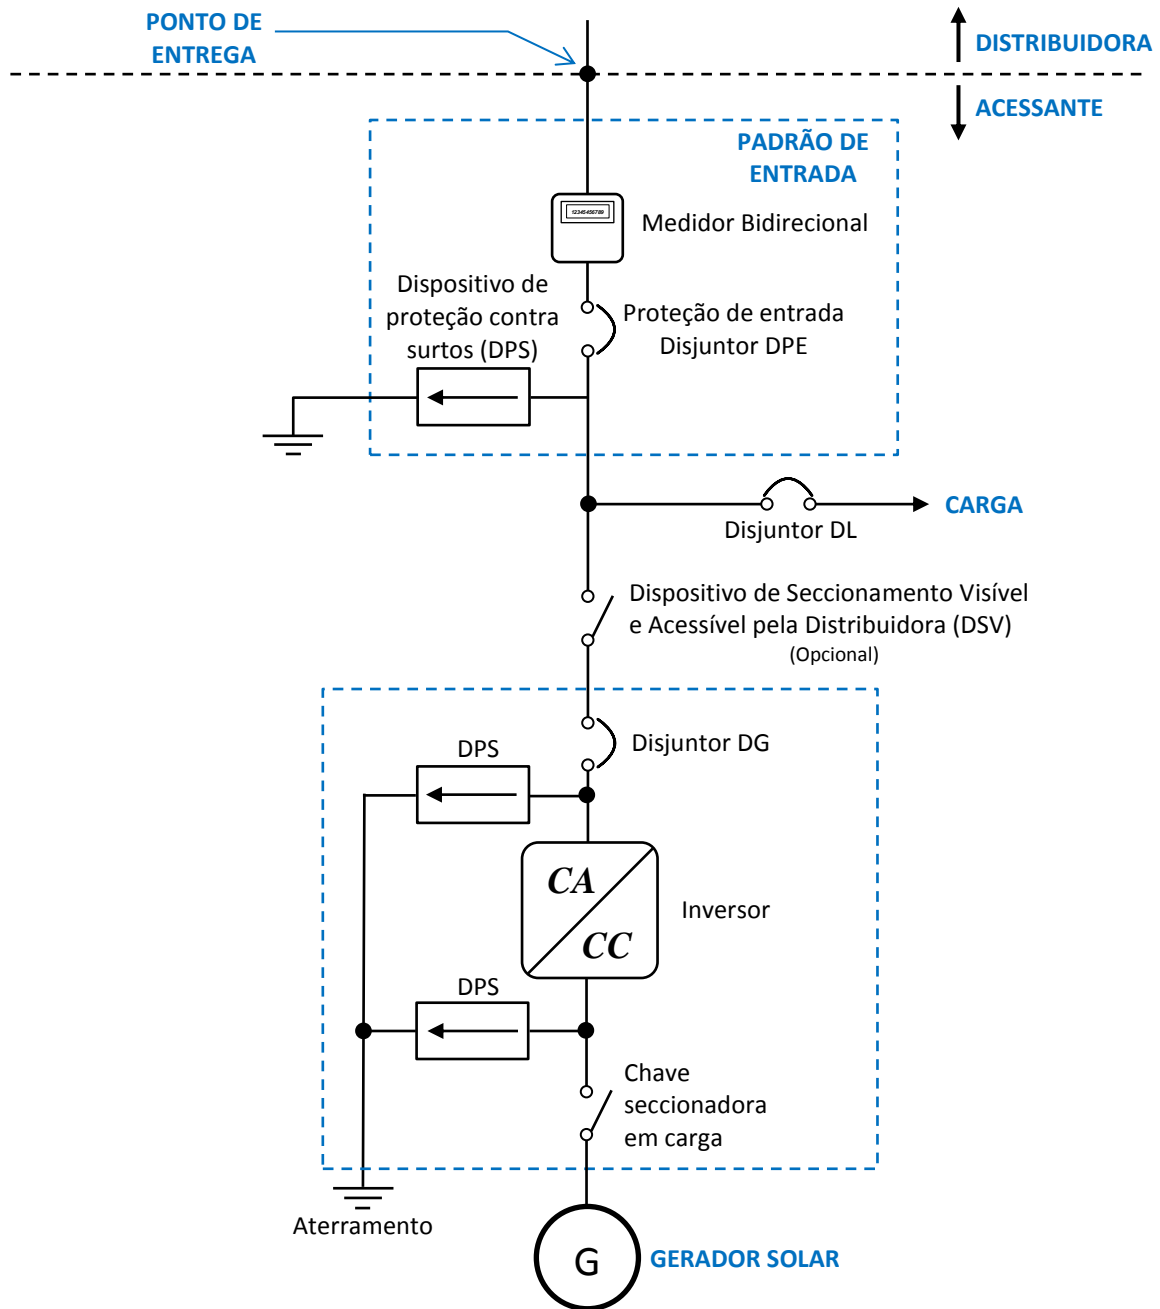 PONTO DE
ENTREGA
DISTRIBUIDORA
ACESSANTE
PADRÃO DE
ENTRADA
12345456789
Medidor Bidirecional
Dispositivo de
proteção contra
surtos (DPS)
Proteção de entrada
Disjuntor DPE
CARGA
Disjuntor DL
Dispositivo de Seccionamento Visível
e Acessível pela Distribuidora (DSV)
(Opcional)
Disjuntor DG
DPS
CA
CC
Inversor
DPS
Chave
seccionadora
em carga
Aterramento
G
GERADOR SOLAR